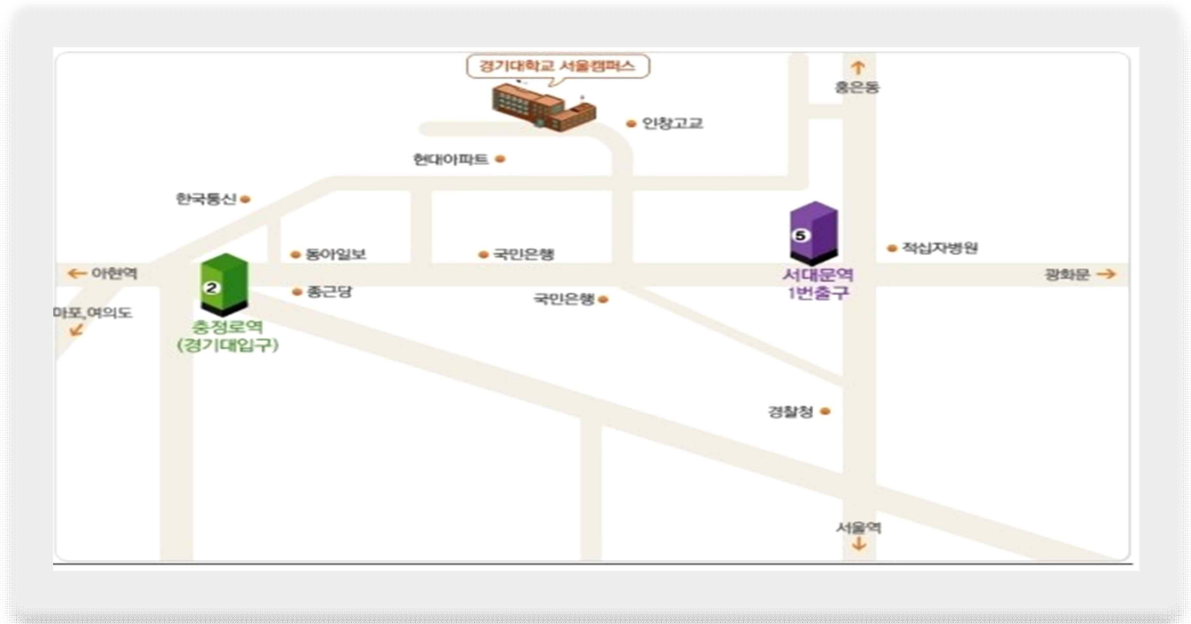 경기대학교 서울캠퍼스
홍은동
인창고교
현대아파트
한국통신
5
적십자병원
동아일보
국민은행
아현역
서대문역
1번출구
광화문
2
종근당
국민은행
마포,여의도
충정로역
(경기대입구)
경찰청
서울역